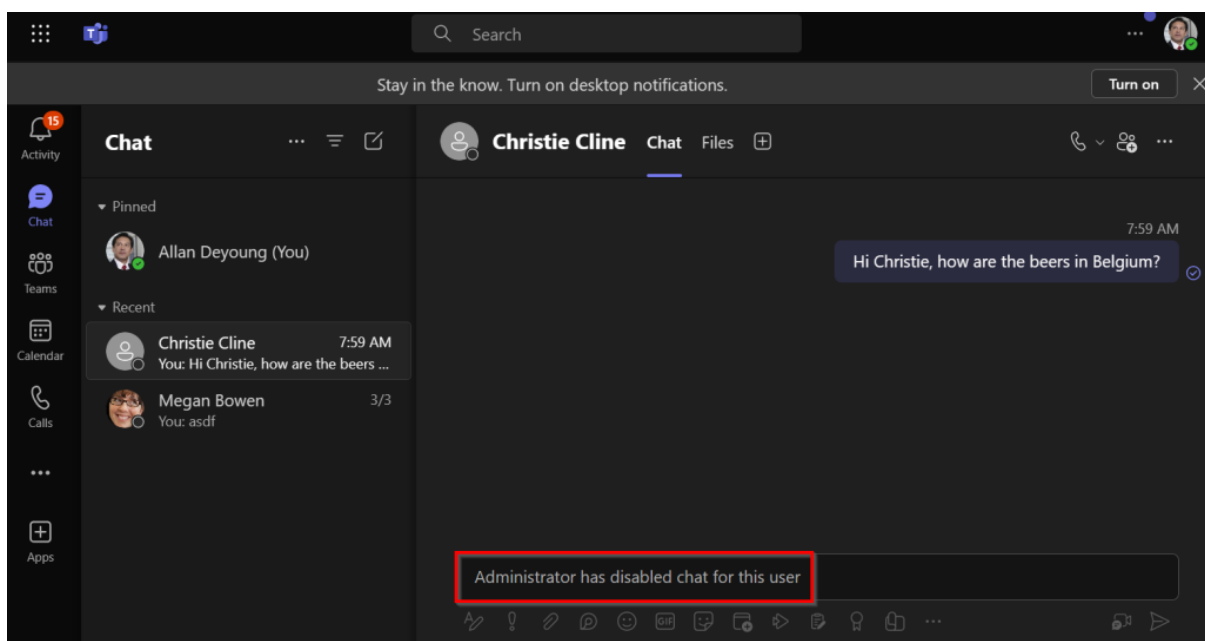 Search
Stay in the know. Turn on desktop notifications.
Turn on
15
Activity
Chat
Teams
Calendar
Calls
Apps
Chat
Pinned
Allan Deyoung (You)
Recent
Christie Cline 7:59 AM
You: Hi Christie, how are the beers ...
Megan Bowen 3/3
You: asdf
Christie Cline Chat Files
7:59 AM
Hi Christie, how are the beers in Belgium?
Administrator has disabled chat for this user
GIF